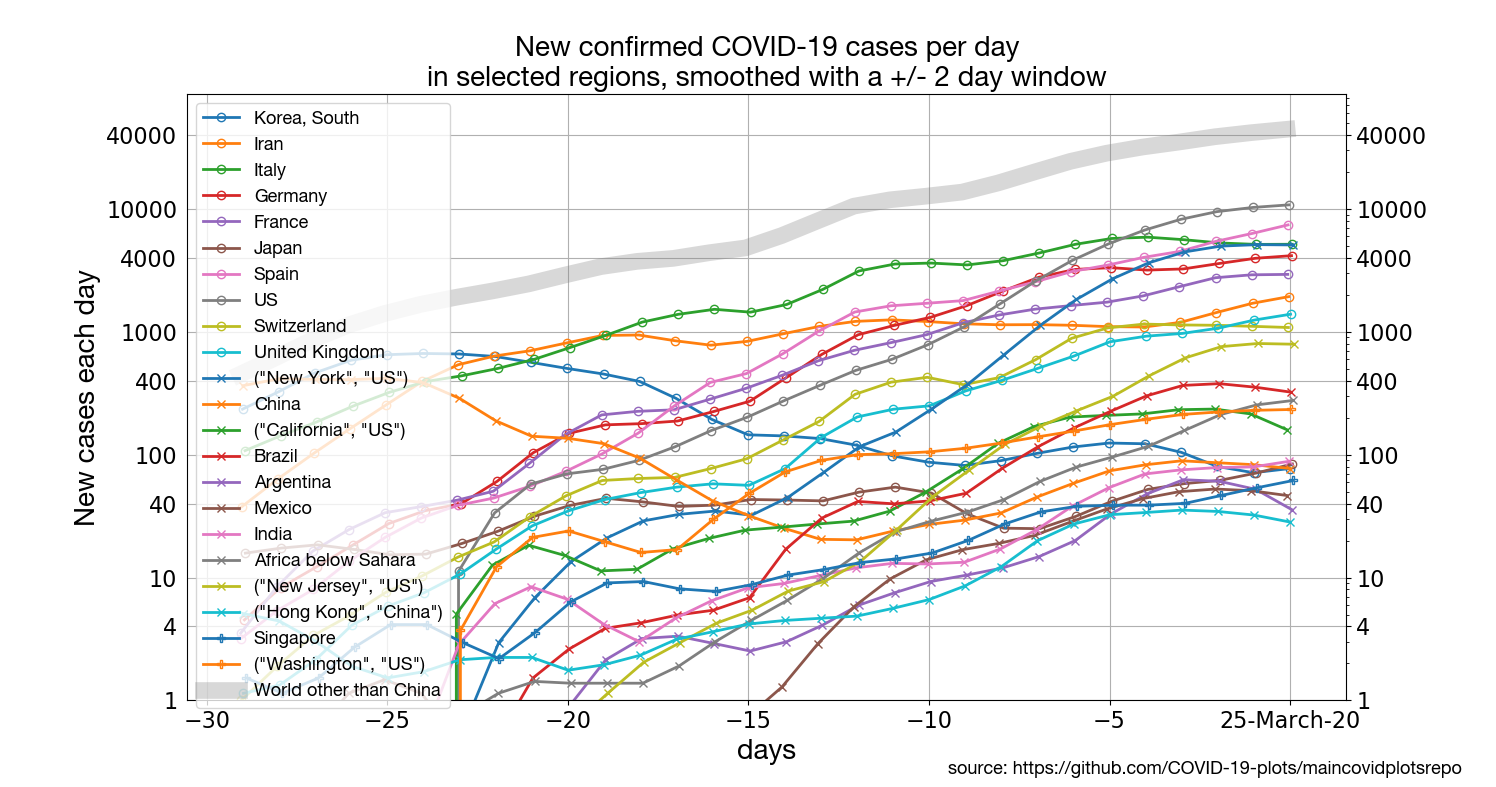 New confirmed COVID-19 cases per day
in selected regions, smoothed with a +/- 2 day window
New cases each day
40000
10000
4000
1000
400
100
40
10
4
1
Korea, South
Iran
Italy
Germany
France
Japan
Spain
US
Switzerland
United Kingdom
("New York", "US")
China
("California", "US")
Brazil
Argentina
Mexico
India
Africa below Sahara
("New Jersey", "US")
("Hong Kong", "China")
Singapore
("Washington", "US")
World other than China
40000
10000
4000
1000
400
100
40
10
4
1
−30 −25 −20 −15 −10 −5 25-March-20
days
source: https://github.com/COVID-19-plots/maincovidplotsrepo